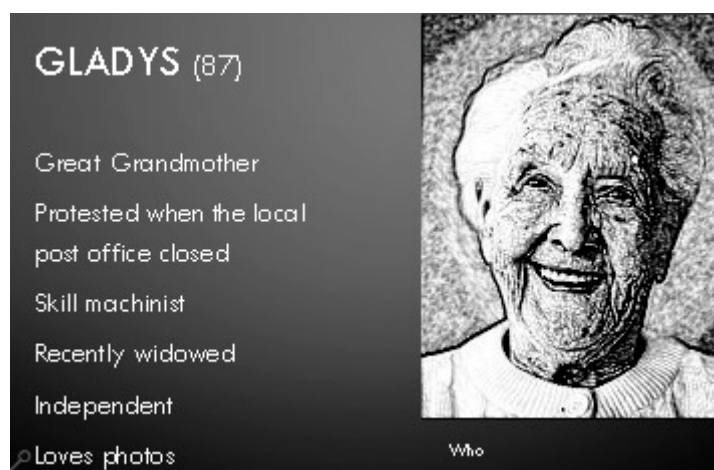 GLADYS (87)
Great Grandmother
Protested when the local
post office closed
Skill machinist
Recently widowed
Independent
Loves photos
Who